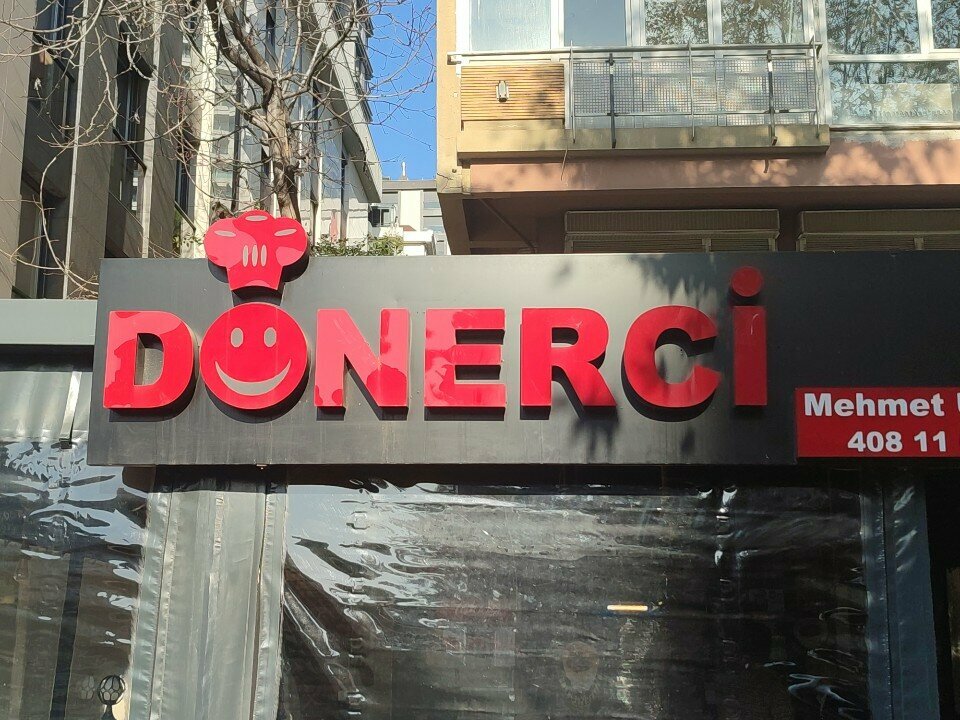 DÖNERCİ
Mehmet
408 11